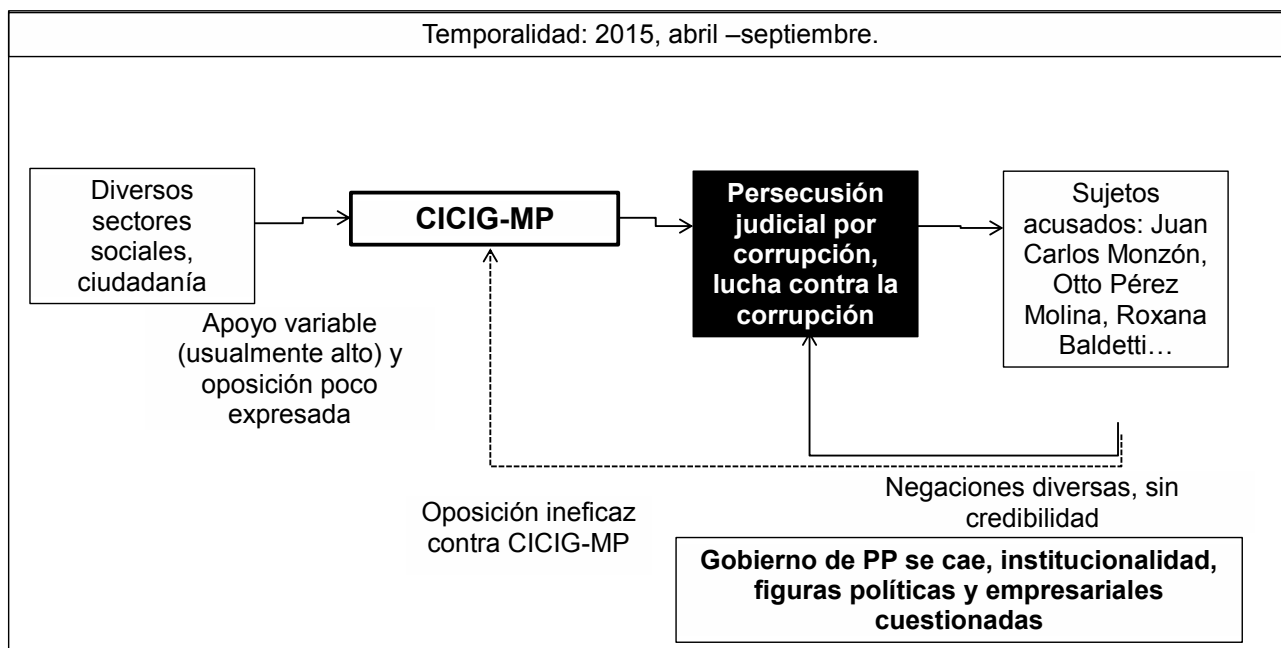 Temporalidad: 2015, abril –septiembre.
Diversos
sectores
sociales,
ciudadanía
CICIG-MP
Persecusión
judicial por
corrupción,
lucha contra la
corrupción
Sujetos
acusados: Juan
Carlos Monzón,
Otto Pérez
Molina, Roxana
Baldetti…
Apoyo variable
(usualmente alto) y
oposición poco
expresada
Oposición ineficaz
contra CICIG-MP
Negaciones diversas, sin
credibilidad
Gobierno de PP se cae, institucionalidad,
figuras políticas y empresariales
cuestionadas